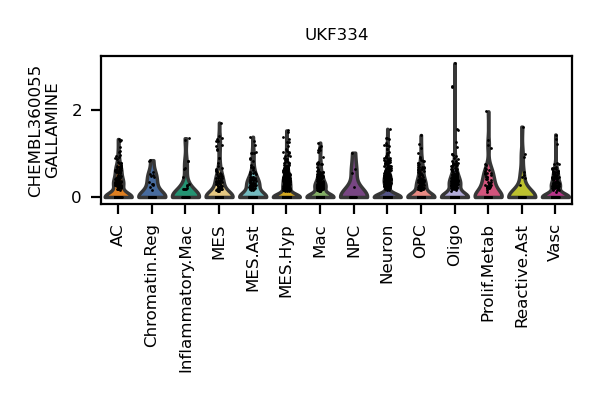 UKF334
CHEMBL360055
GALLAMINE
2
0
AC
Chromatin.Reg
Inflammatory.Mac
MES
MES.Ast
MES.Hyp
Mac
NPC
Neuron
OPC
Oligo
Prolif.Metab
Reactive.Ast
Vasc